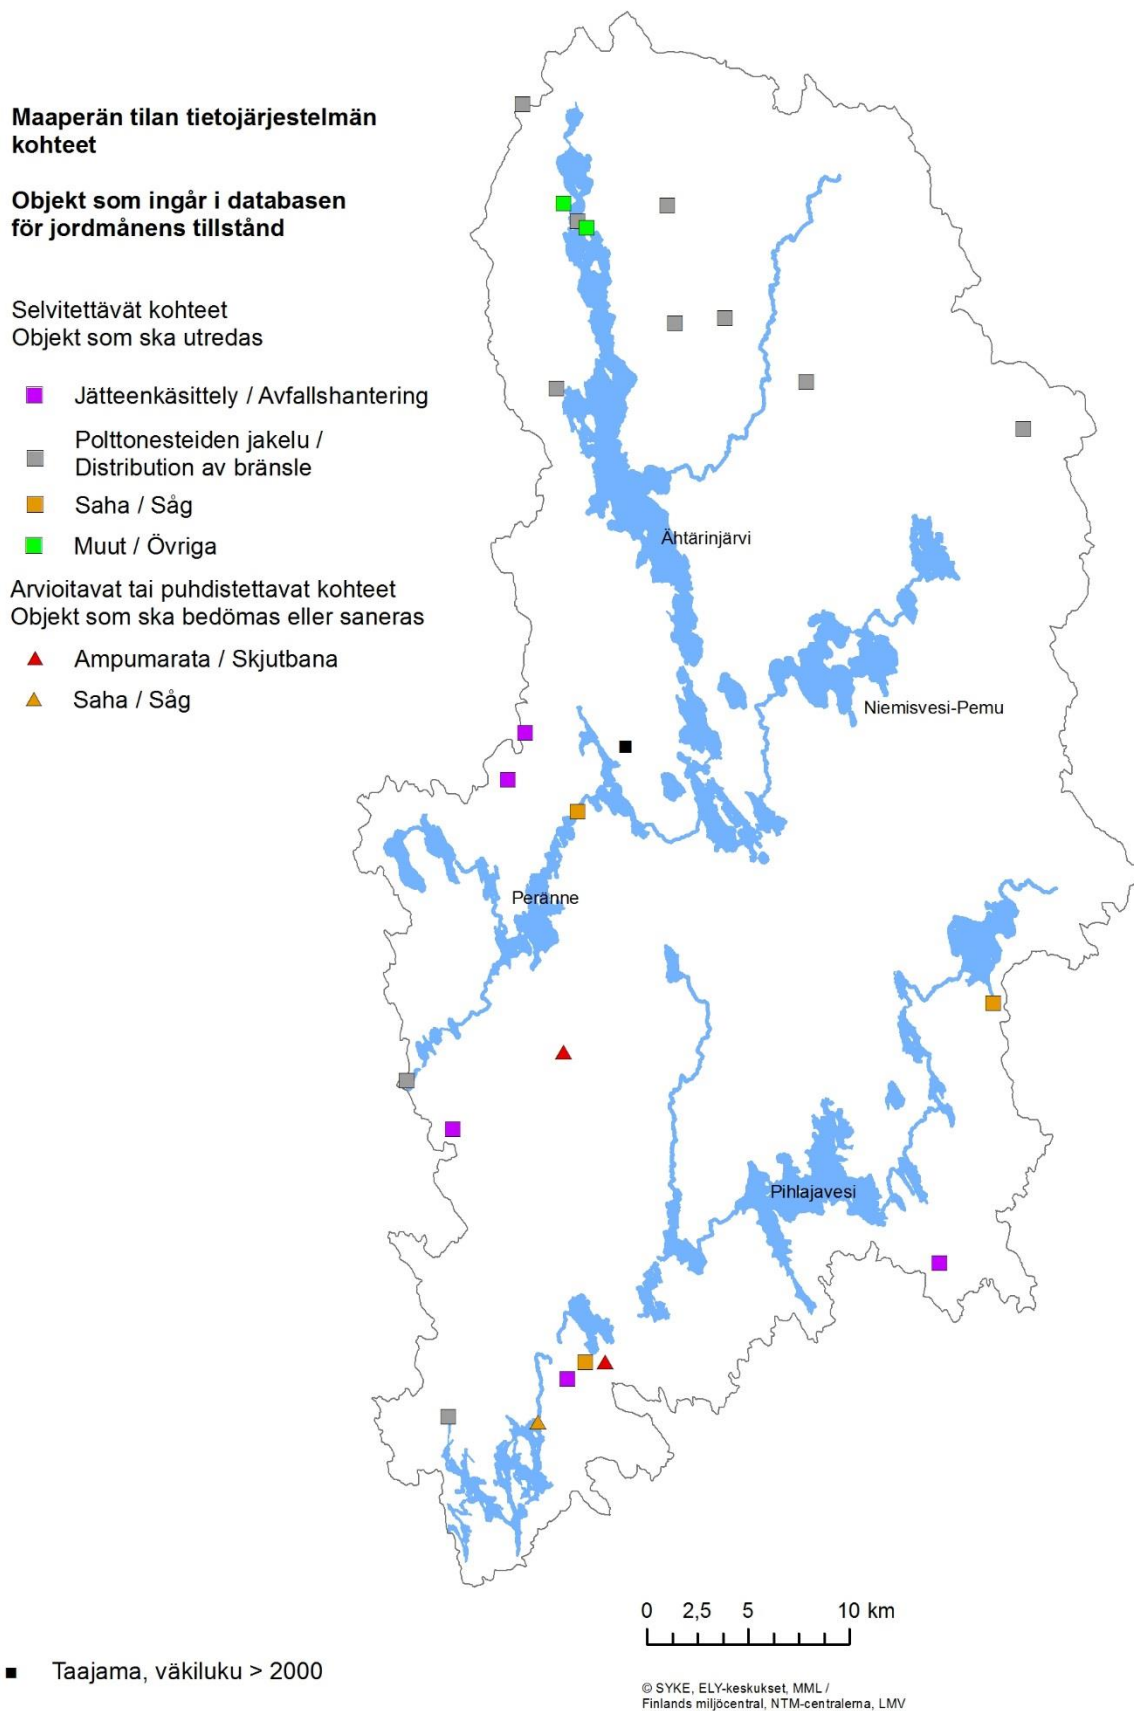 Maaperän tilan tietojärjestelmän
kohteet
Objekt som ingår i databasen
för jordmånens tillstånd
Selvitettävät kohteet
Objekt som ska utredas
Jätteenkäsittely / Avfallshantering
Polttonesteiden jakelu /
Distribution av bränsle
Saha / Såg
Muut / Övriga
Arvioitavat tai puhdistettavat kohteet
Objekt som ska bedömas eller saneras
Ampumarata / Skjutbana
Saha / Såg
Ähtärinjärvi
Niemisvesi-Pemu
Peränne
Pihlajavesi
0 2,5 5 10 km
Taajama, väkiluku > 2000
© SYKE, ELY-keskukset, MML /
Finlands miljöcentral, NTM-centralerna, LMV